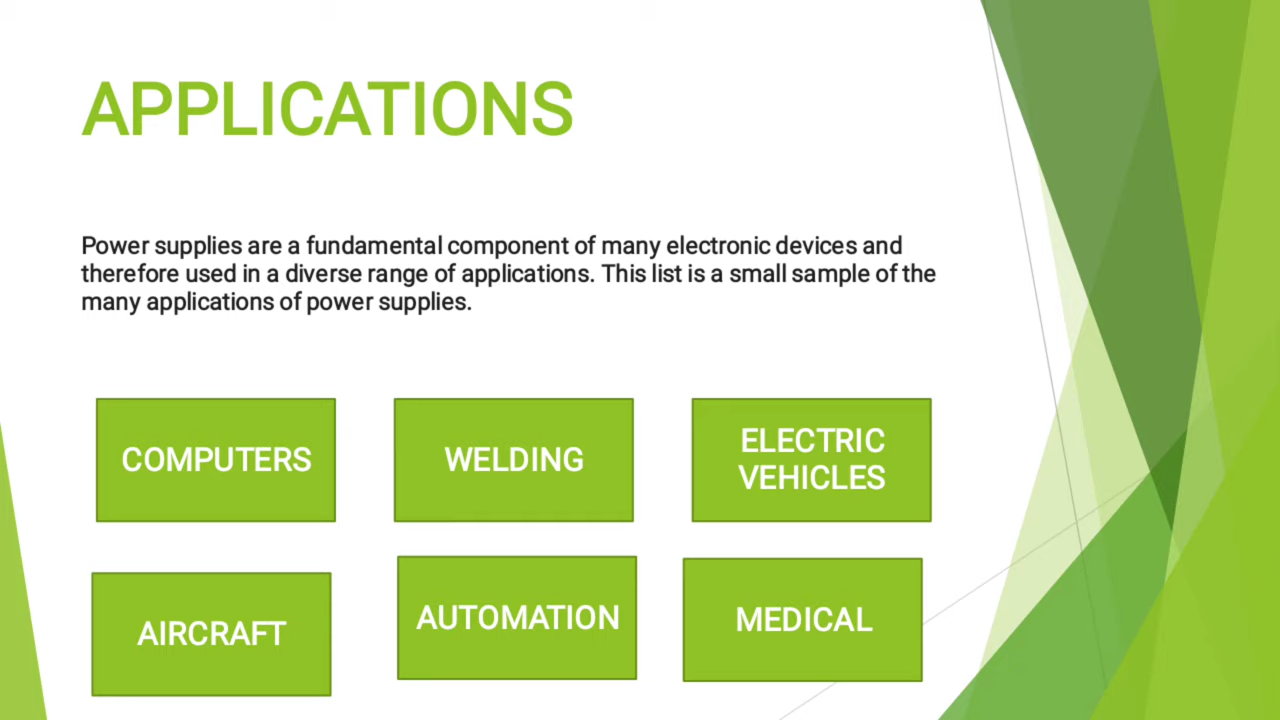 APPLICATIONS
Power supplies are a fundamental component of many electronic devices and
therefore used in a diverse range of applications. This list is a small sample of the
many applications of power supplies.
COMPUTERS
WELDING
ELECTRIC
VEHICLES
AIRCRAFT
AUTOMATION
MEDICAL